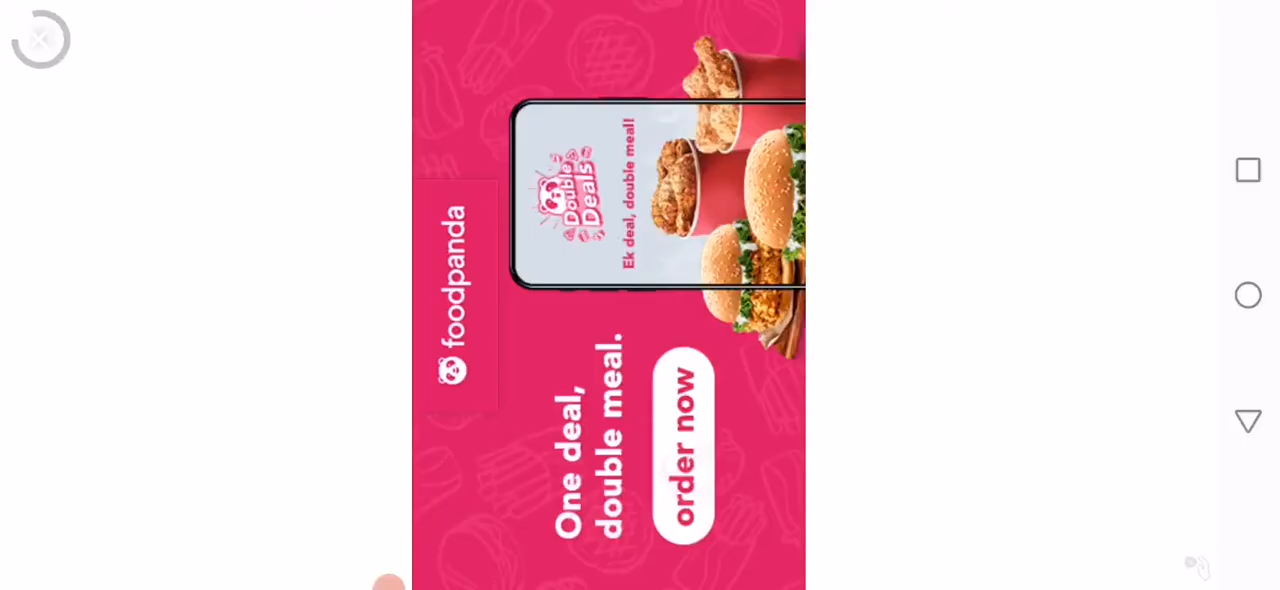 foodpanda
Double
Deals
Ek deal, double meal!
One deal,
double meal.
order now